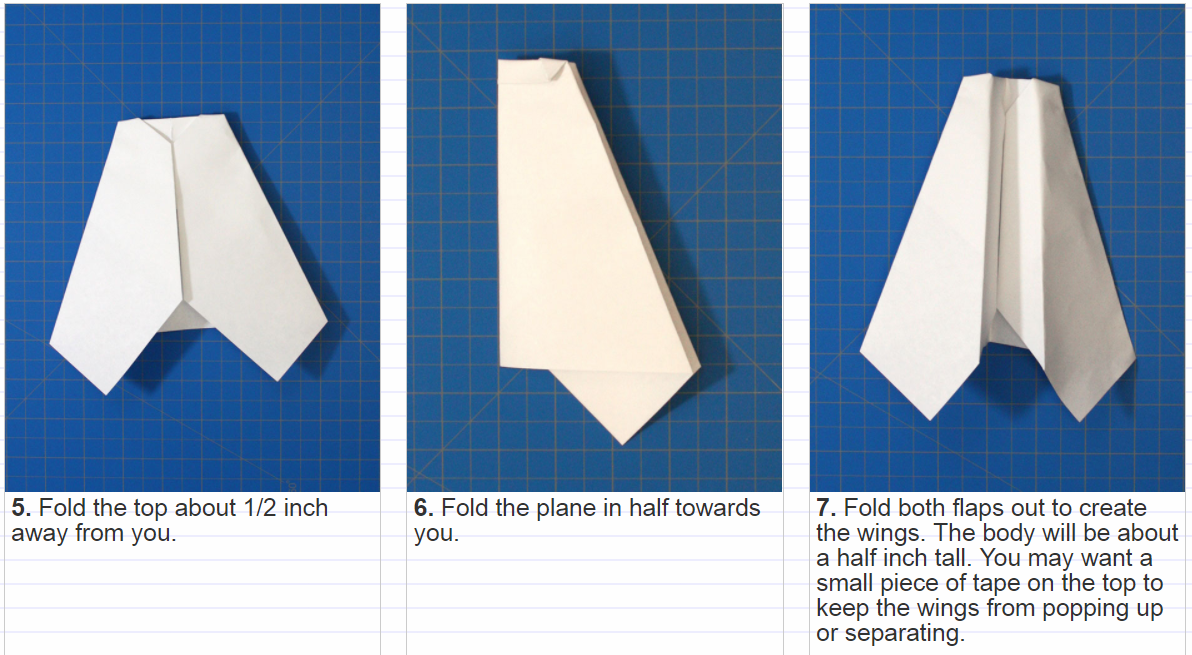 5. Fold the top about 1/2 inch
away from you.
6. Fold the plane in half towards
you.
7. Fold both flaps out to create
the wings. The body will be about
a half inch tall. You may want a
small piece of tape on the top to
keep the wings from popping up
or separating.